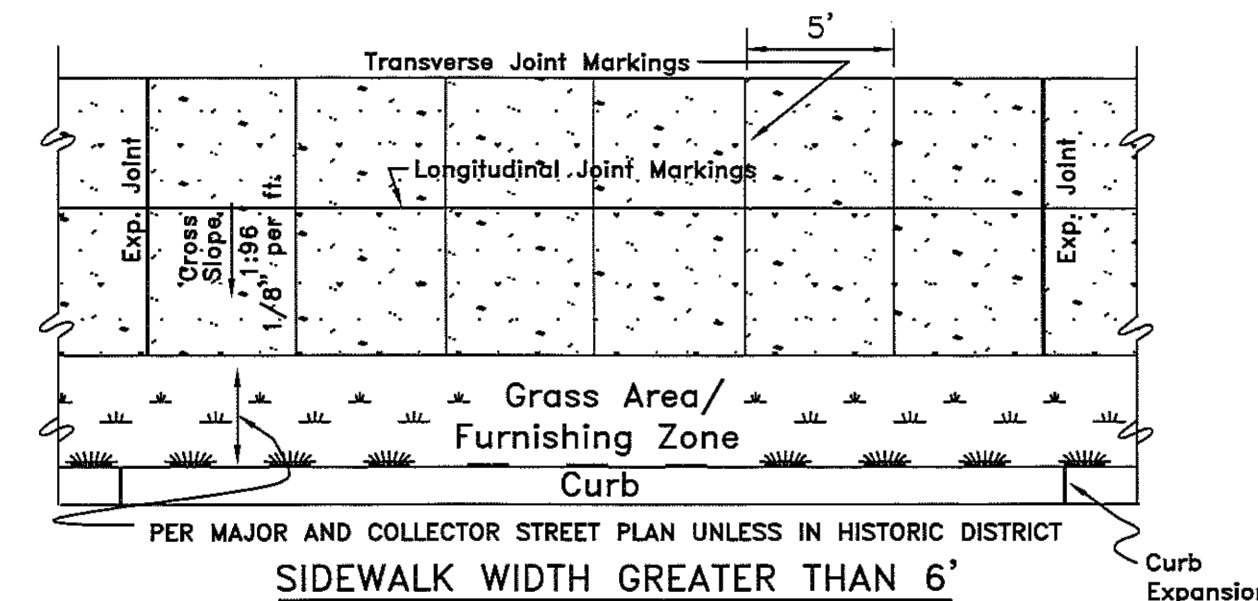 5'
Transverse Joint Markings
Longitudinal Joint Markings
Exp. Joint
Cross
Slope
1:96
1/8" per ft.
Exp. Joint
Grass Area/
Furnishing Zone
Curb
PER MAJOR AND COLLECTOR STREET PLAN UNLESS IN HISTORIC DISTRICT
SIDEWALK WIDTH GREATER THAN 6'
Curb
Expansion